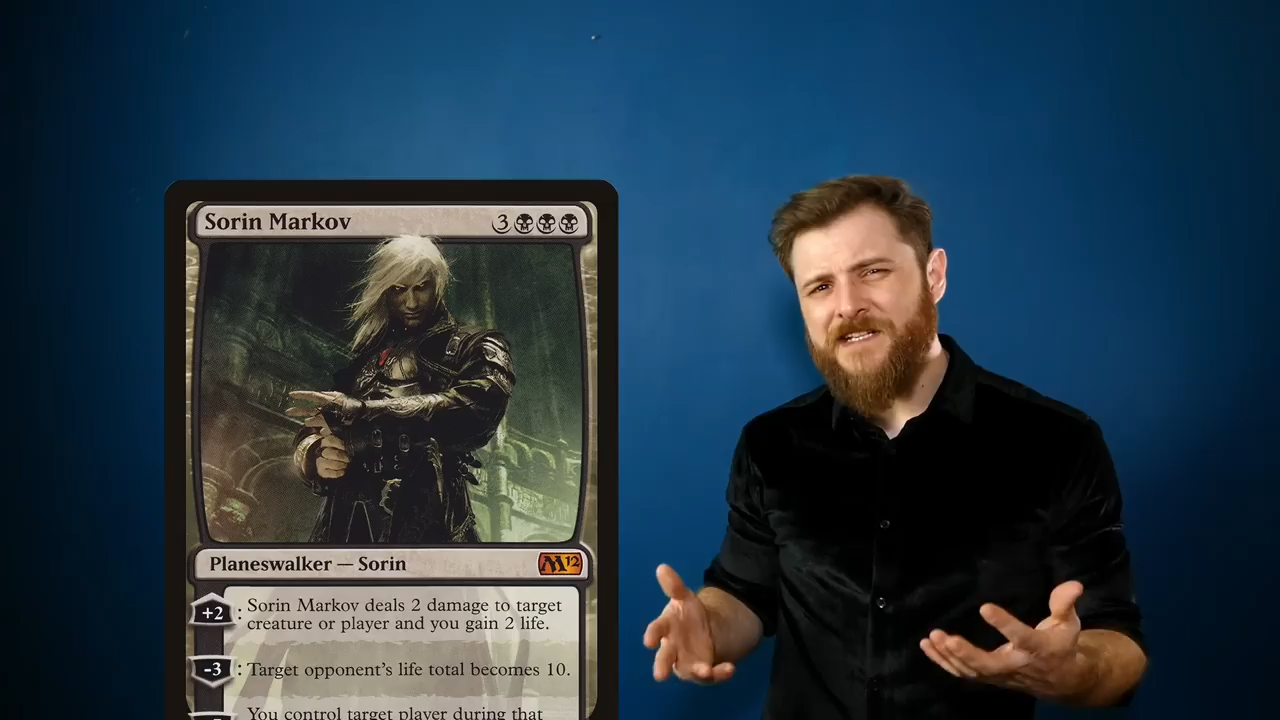 Sorin Markov 3
Planeswalker — Sorin M12
+2 : Sorin Markov deals 2 damage to target
creature or player and you gain 2 life.
-3 : Target opponent's life total becomes 10.
You control target player during that